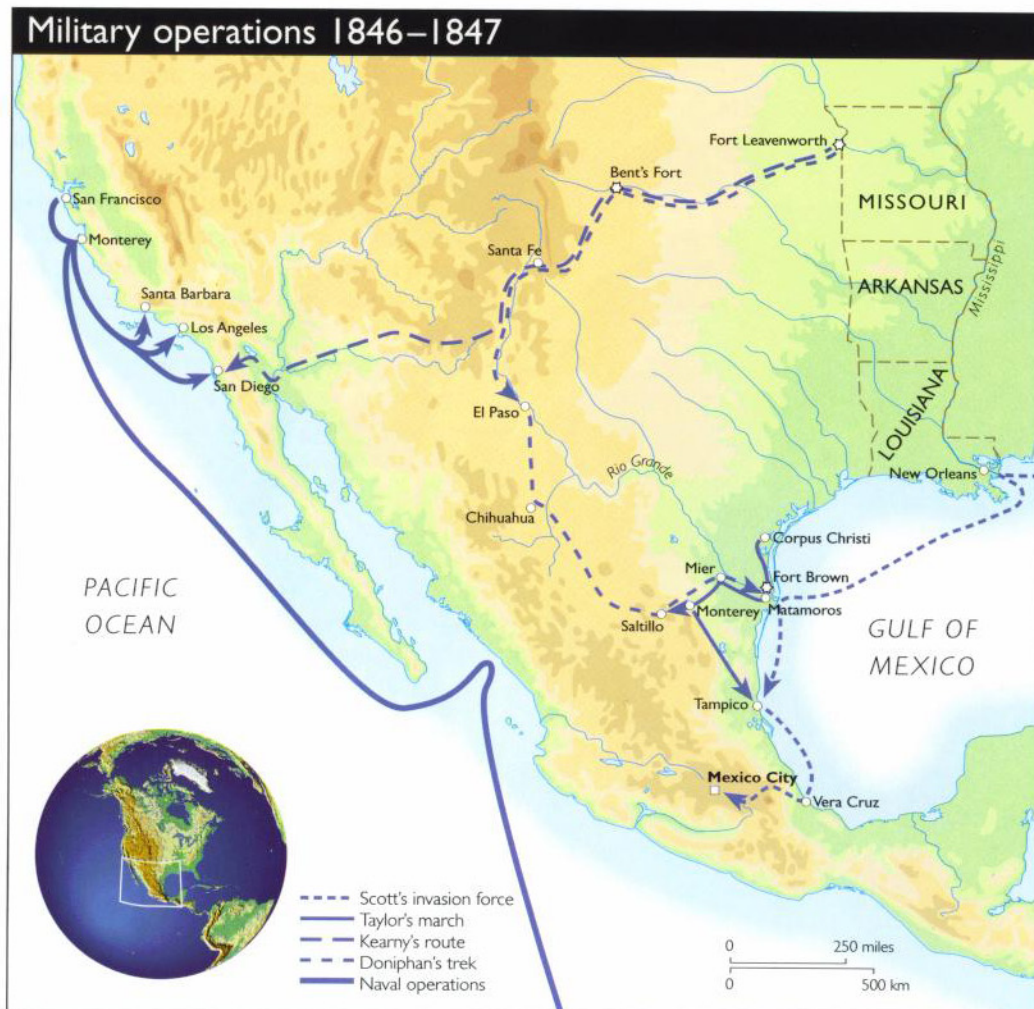 Military operations 1846–1847
Fort Leavenworth
Bent's Fort
San Francisco
MISSOURI
Monterey
Santa Fe
Mississippi
ARKANSAS
Santa Barbara
Los Angeles
San Diego
LOUISIANA
El Paso
Rio Grande
New Orleans
Chihuahua
Corpus Christi
Mier
Fort Brown
PACIFIC
OCEAN
Monterey
Matamoros
Saltillo
GULF OF
MEXICO
Tampico
Mexico City
Vera Cruz
Scott's invasion force
Taylor's march
Kearny's route
Doniphan's trek
Naval operations
0
250 miles
0
500 km